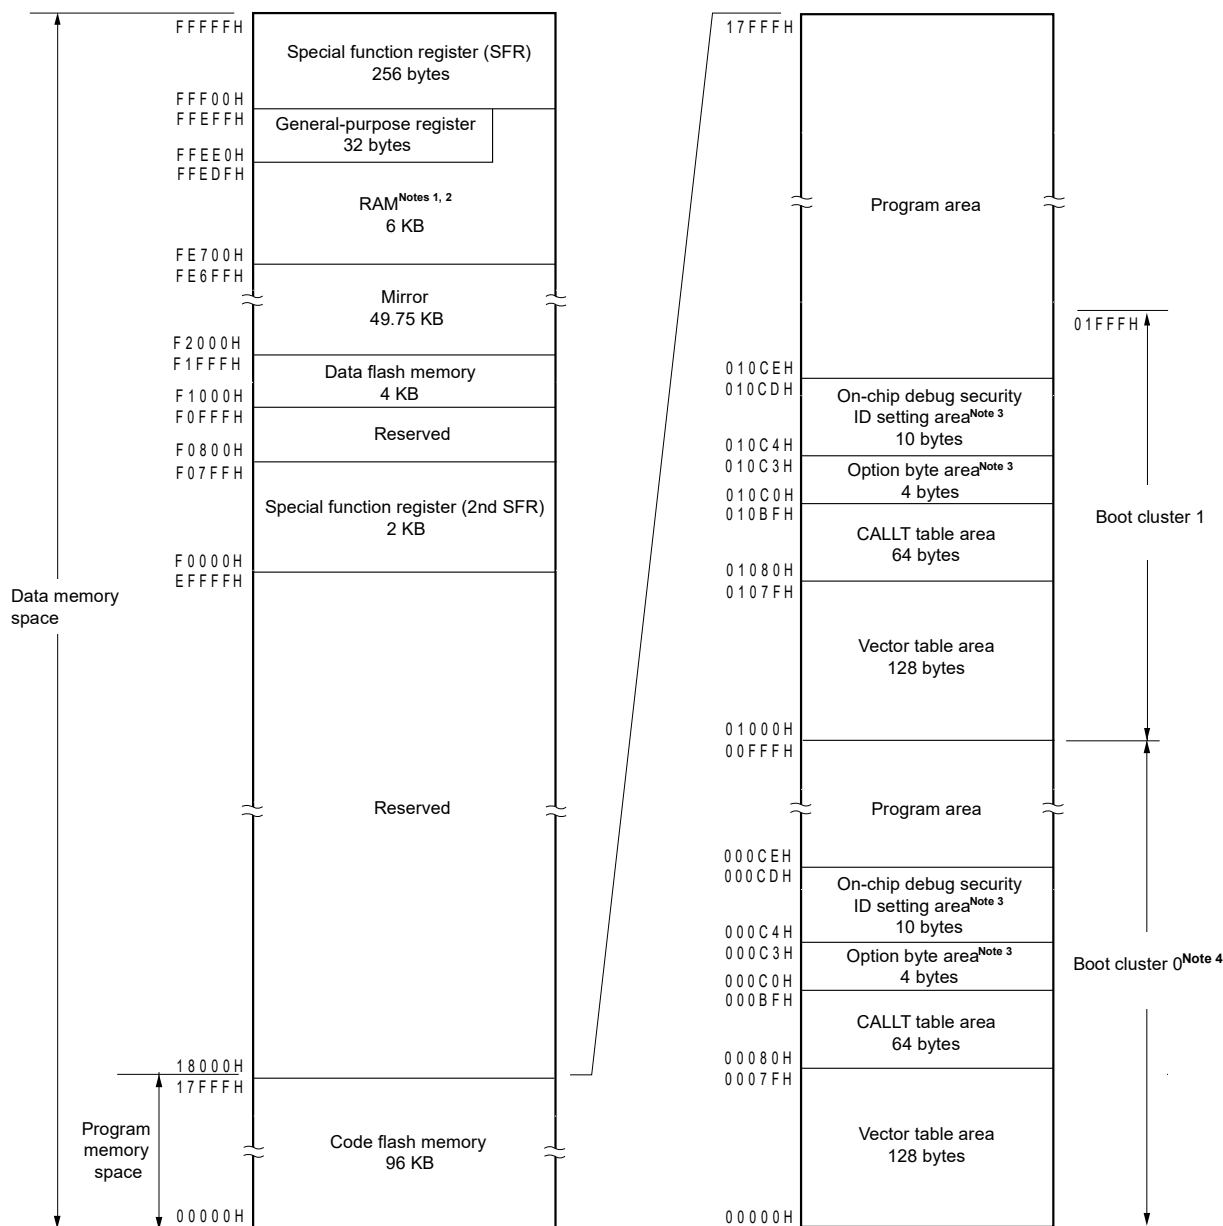 FFFFFH
Special function register (SFR)
256 bytes
FFF00H
FFEFFH
General-purpose register
32 bytes
FFEE0H
FFEDFH
RAMNotes 1, 2
6 KB
FE700H
FE6FFH
Mirror
49.75 KB
F2000H
F1FFFH
Data flash memory
4 KB
F1000H
F0FFFH
Reserved
F0800H
F07FFH
Special function register (2nd SFR)
2 KB
F0000H
EFFFFH
Data memory
space
Reserved
18000H
17FFFH
Program
memory
space
Code flash memory
96 KB
00000H
17FFFH
Program area
01FFFH
010CEH
010CDH
On-chip debug security
ID setting areaNote 3
10 bytes
010C4H
010C3H
Option byte areaNote 3
4 bytes
010C0H
010BFH
CALLT table area
64 bytes
Boot cluster 1
01080H
0107FH
Vector table area
128 bytes
01000H
00FFFH
Program area
000CEH
000CDH
On-chip debug security
ID setting areaNote 3
10 bytes
000C4H
000C3H
Option byte areaNote 3
4 bytes
Boot cluster 0Note 4
000C0H
000BFH
CALLT table area
64 bytes
00080H
0007FH
Vector table area
128 bytes
00000H